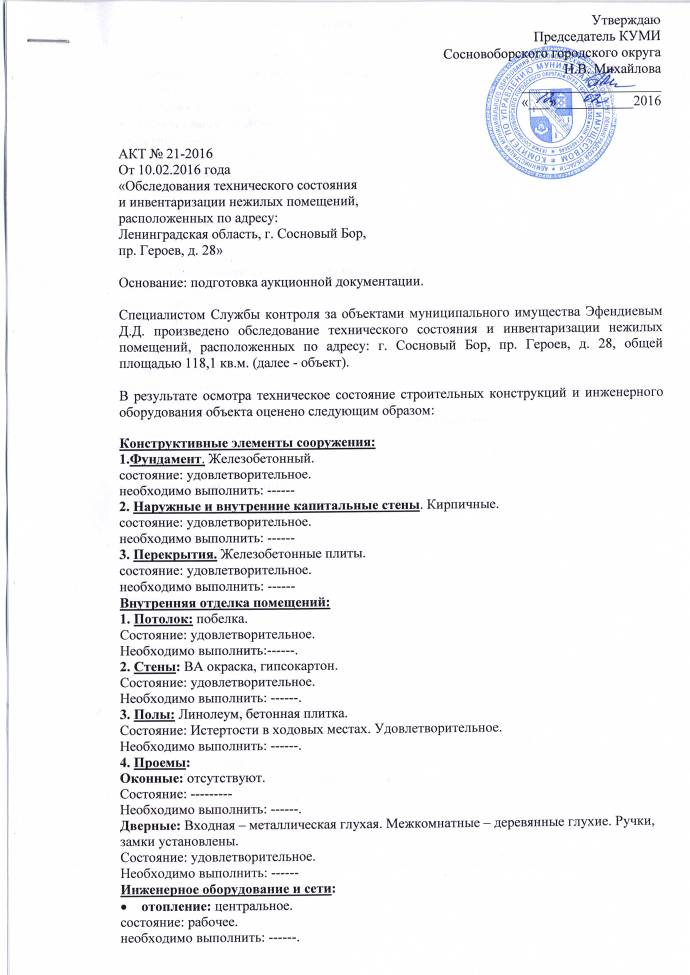 Утверждаю
Председатель КУМИ
Сосновоборского городского округа
Н.В. Михайлова
« 12 » 02 2016
АКТ № 21-2016
От 10.02.2016 года
«Обследования технического состояния
и инвентаризации нежилых помещений,
расположенных по адресу:
Ленинградская область, г. Сосновый Бор,
пр. Героев, д. 28»
Основание: подготовка аукционной документации.
Специалистом Службы контроля за объектами муниципального имущества Эфендиевым
Д.Д. произведено обследование технического состояния и инвентаризации нежилых
помещений, расположенных по адресу: г. Сосновый Бор, пр. Героев, д. 28, общей
площадью 118,1 кв.м. (далее - объект).
В результате осмотра техническое состояние строительных конструкций и инженерного
оборудования объекта оценено следующим образом:
Конструктивные элементы сооружения:
1.Фундамент. Железобетонный.
состояние: удовлетворительное.
необходимо выполнить: ------
2. Наружные и внутренние капитальные стены. Кирпичные.
состояние: удовлетворительное.
необходимо выполнить: ------
3. Перекрытия. Железобетонные плиты.
состояние: удовлетворительное.
необходимо выполнить: ------
Внутренняя отделка помещений:
1. Потолок: побелка.
Состояние: удовлетворительное.
Необходимо выполнить:------.
2. Стены: ВА окраска, гипсокартон.
Состояние: удовлетворительное.
Необходимо выполнить: ------.
3. Полы: Линолеум, бетонная плитка.
Состояние: Истертости в ходовых местах. Удовлетворительное.
Необходимо выполнить: ------.
4. Проемы:
Оконные: отсутствуют.
Состояние: ---------
Необходимо выполнить: ------.
Дверные: Входная – металлическая глухая. Межкомнатные – деревянные глухие. Ручки,
замки установлены.
Состояние: удовлетворительное.
Необходимо выполнить: ------
Инженерное оборудование и сети:
• отопление: центральное.
состояние: рабочее.
необходимо выполнить: ------.